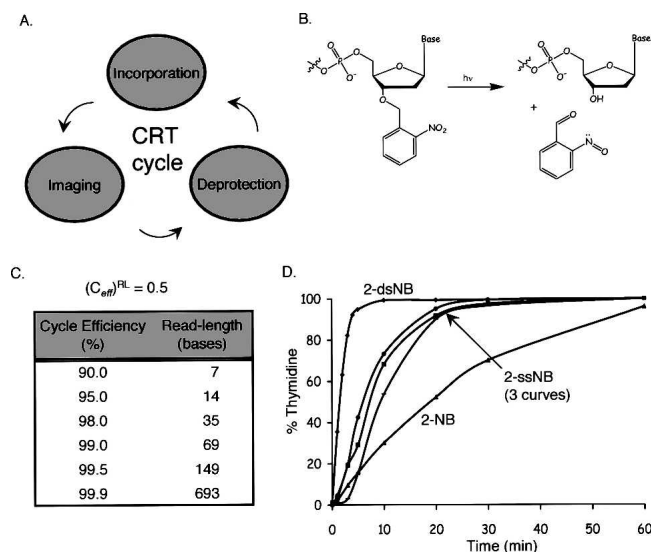 A.
Incorporation
CRT
cycle
Imaging
Deprotection
B.
Base
O
O
P
O
O
O⁻
O
NO₂
hν
Base
O
O
P
O
O
O⁻
OH
+
O
N
O
C.
(Ceff)^RL = 0.5
Cycle Efficiency (%) Read-length (bases)
90.0 7
95.0 14
98.0 35
99.0 69
99.5 149
99.9 693
D.
% Thymidine
100
80
60
40
20
0
2-dsNB
2-ssNB
(3 curves)
2-NB
0 10 20 30 40 50 60
Time (min)